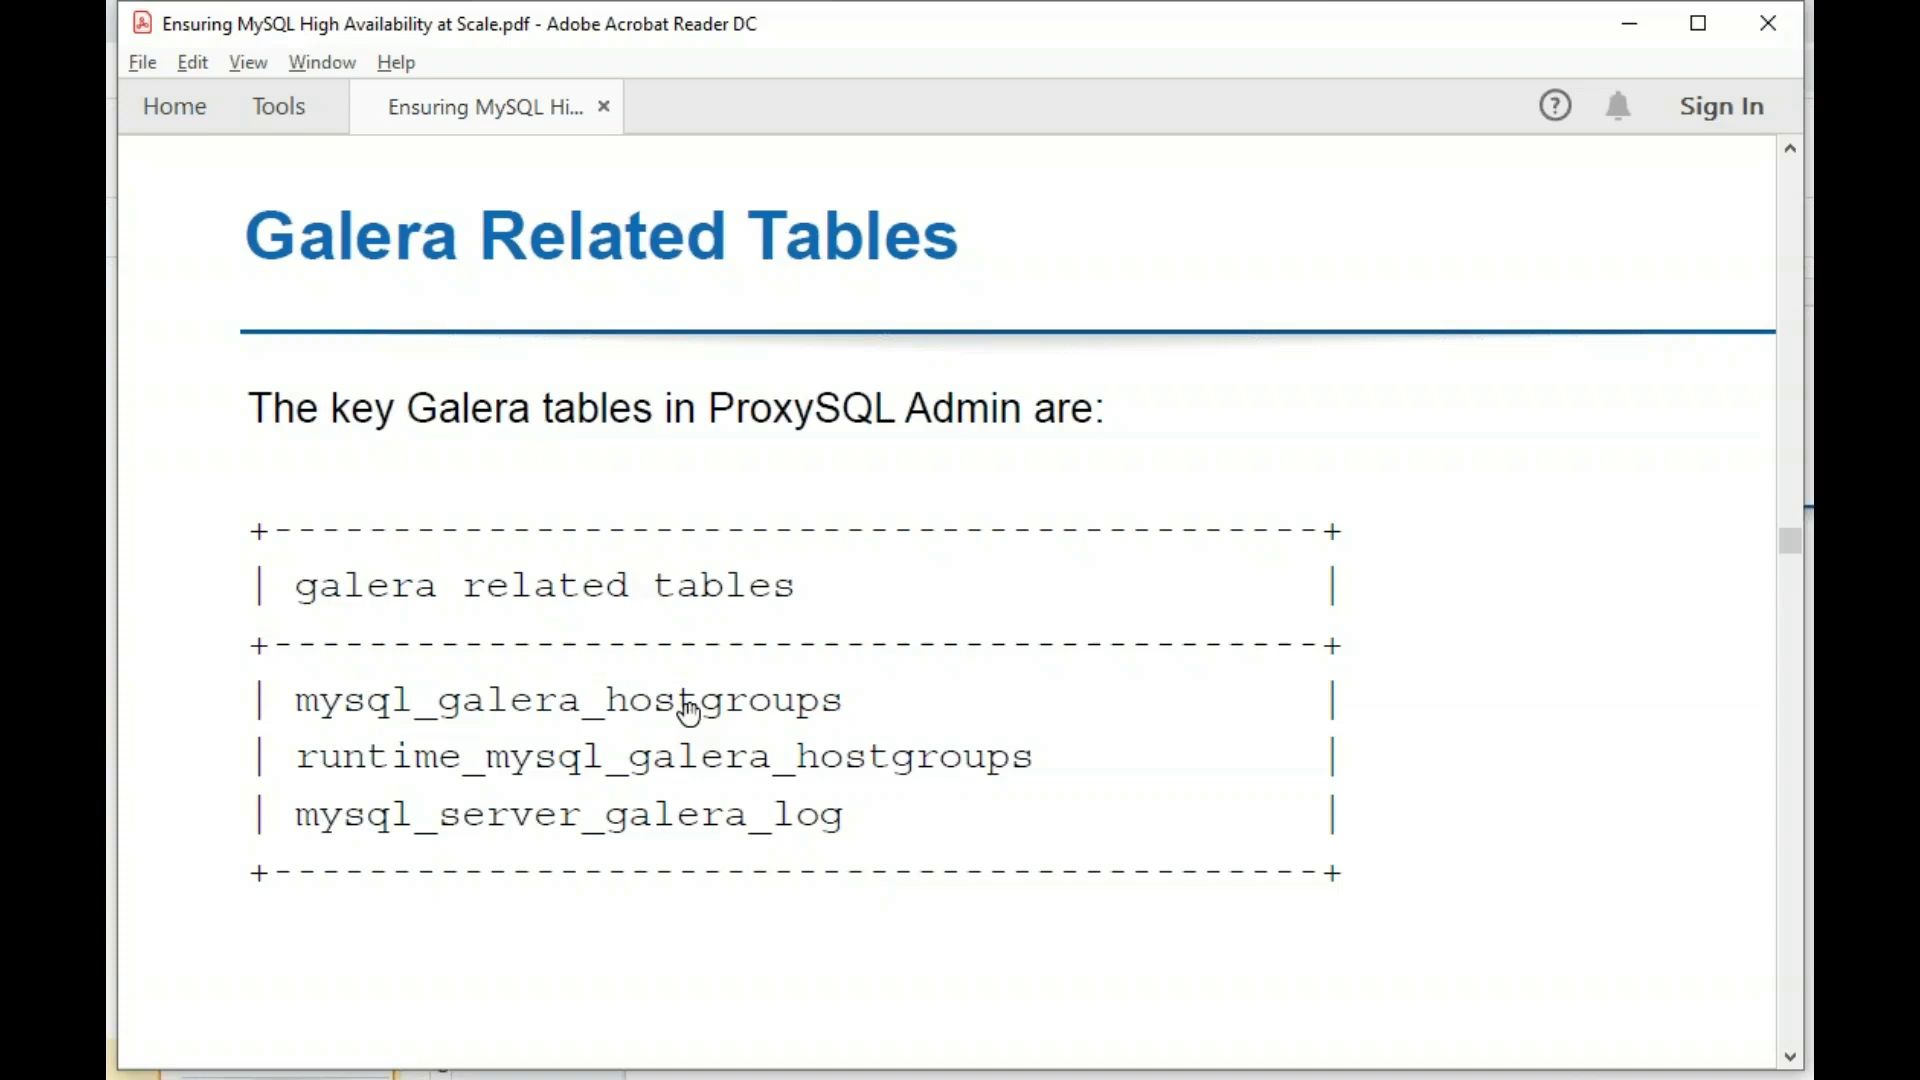 Ensuring MySQL High Availability at Scale.pdf - Adobe Acrobat Reader DC
File Edit View Window Help
Home Tools Ensuring MySQL Hi... × ? Sign In
Galera Related Tables
The key Galera tables in ProxySQL Admin are:
+--------------------------------------------+
| galera related tables |
+--------------------------------------------+
| mysql_galera_hostgroups |
| runtime_mysql_galera_hostgroups |
| mysql_server_galera_log |
+--------------------------------------------+